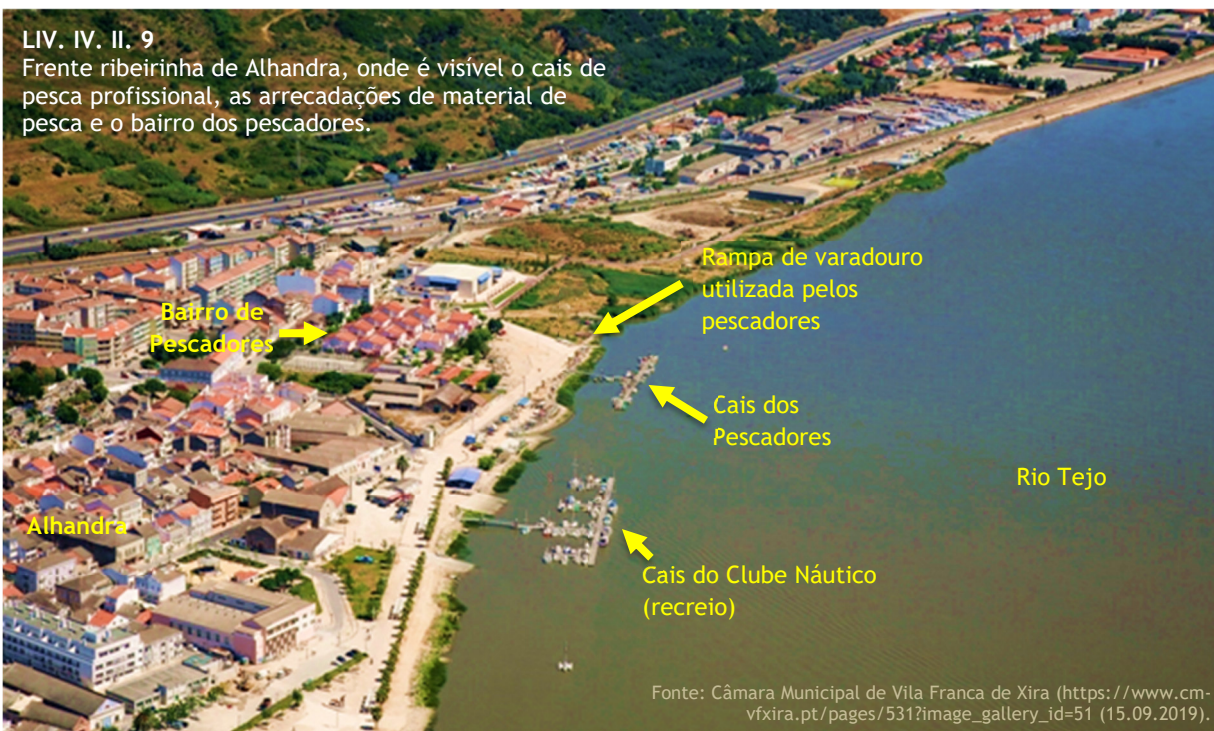 LIV. IV. II. 9
Frente ribeirinha de Alhandra, onde é visível o cais de
pesca profissional, as arrecadações de material de
pesca e o bairro dos pescadores.
Rampa de varadouro
utilizada pelos
pescadores
Bairro de
Pescadores
Cais dos
Pescadores
Rio Tejo
Alhandra
Cais do Clube Náutico
(recreio)
Fonte: Câmara Municipal de Vila Franca de Xira (https://www.cm-
vfxira.pt/pages/531?image_gallery_id=51 (15.09.2019).